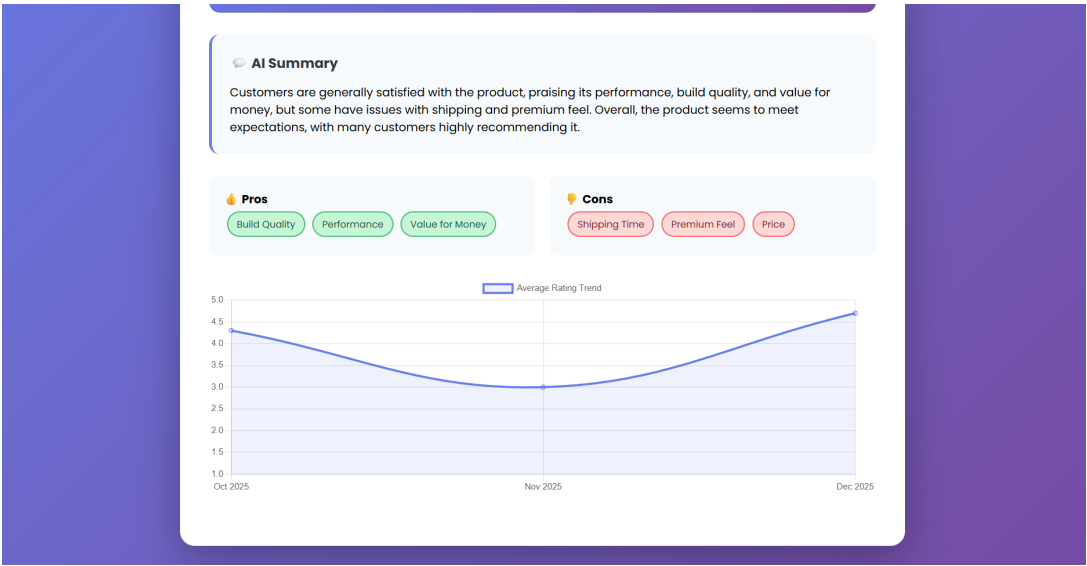 AI Summary
Customers are generally satisfied with the product, praising its performance, build quality, and value for
money, but some have issues with shipping and premium feel. Overall, the product seems to meet
expectations, with many customers highly recommending it.
Pros
Build Quality Performance Value for Money
Cons
Shipping Time Premium Feel Price
Average Rating Trend
5.0
4.5
4.0
3.5
3.0
2.5
2.0
1.5
1.0
Oct 2025 Nov 2025 Dec 2025